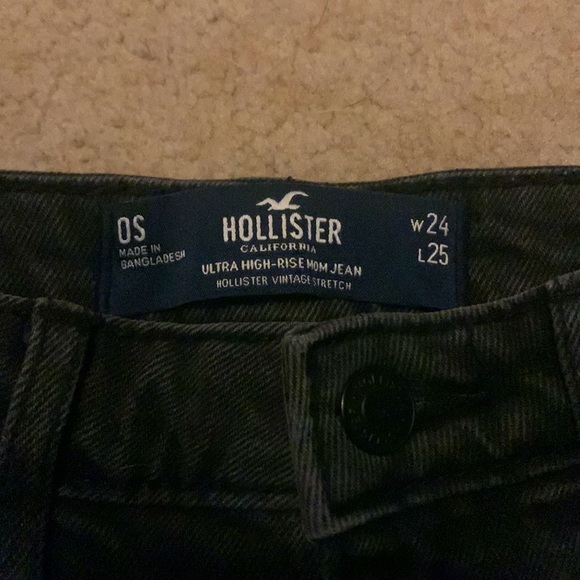 0S
MADE IN
BANGLADESH
HOLLISTER
CALIFORNIA
ULTRA HIGH-RISE MOM JEAN
HOLLISTER VINTAGE STRETCH
W24
L25